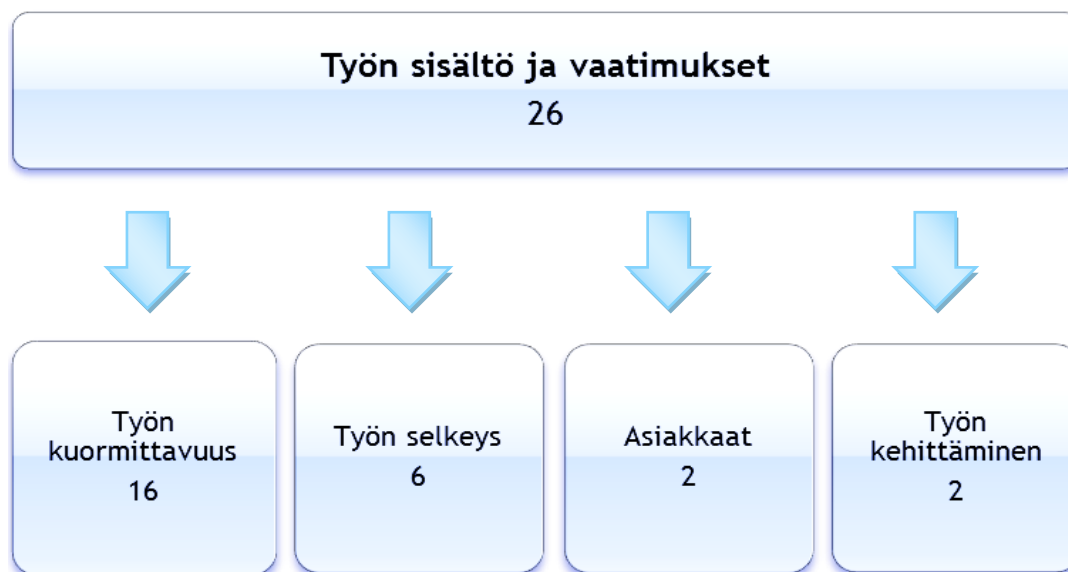 Työn sisältö ja vaatimukset
26
Työn
kuormittavuus
16
Työn selkeys
6
Asiakkaat
2
Työn
kehittäminen
2